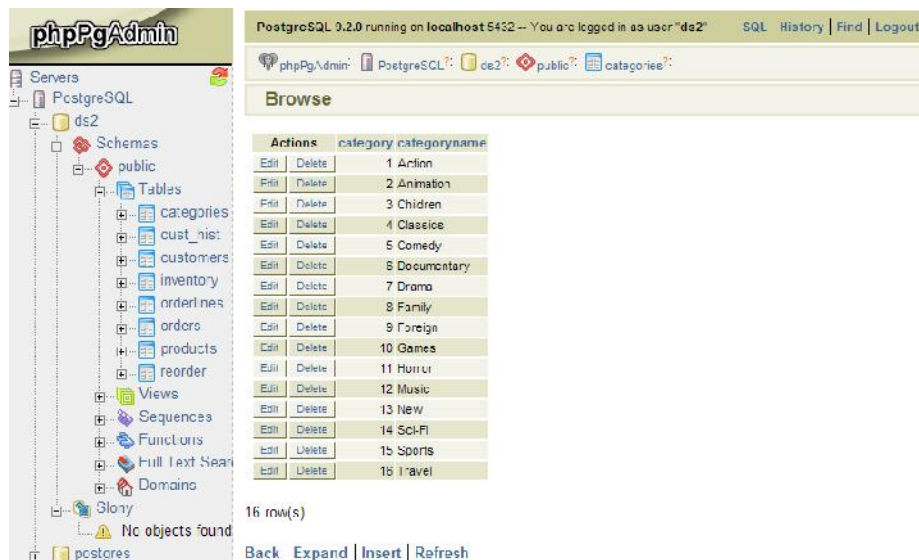 phpPgAdmin
Servers
PostgreSQL
ds2
Schemas
public
Tables
categories
cust_hist
customers
inventory
orderlines
orders
products
reorder
Views
Sequences
Functions
Full Text Sear
Domains
Slony
No objects found
postgres
PostgreSQL 9.2.0 running on localhost:5432 -- You are logged in as user "ds2" SQL History Find Logout
phpPgAdmin: PostgreSQL?: ds2?: public?: categories?:
Browse
Actions category categoryname
Edit Delete 1 Action
Edit Delete 2 Animation
Edit Delete 3 Children
Edit Delete 4 Classics
Edit Delete 5 Comedy
Edit Delete 6 Documentary
Edit Delete 7 Drama
Edit Delete 8 Family
Edit Delete 9 Foreign
Edit Delete 10 Games
Edit Delete 11 Horror
Edit Delete 12 Music
Edit Delete 13 New
Edit Delete 14 Sci-Fi
Edit Delete 15 Sports
Edit Delete 16 Travel
16 row(s)
Back Expand | Insert | Refresh